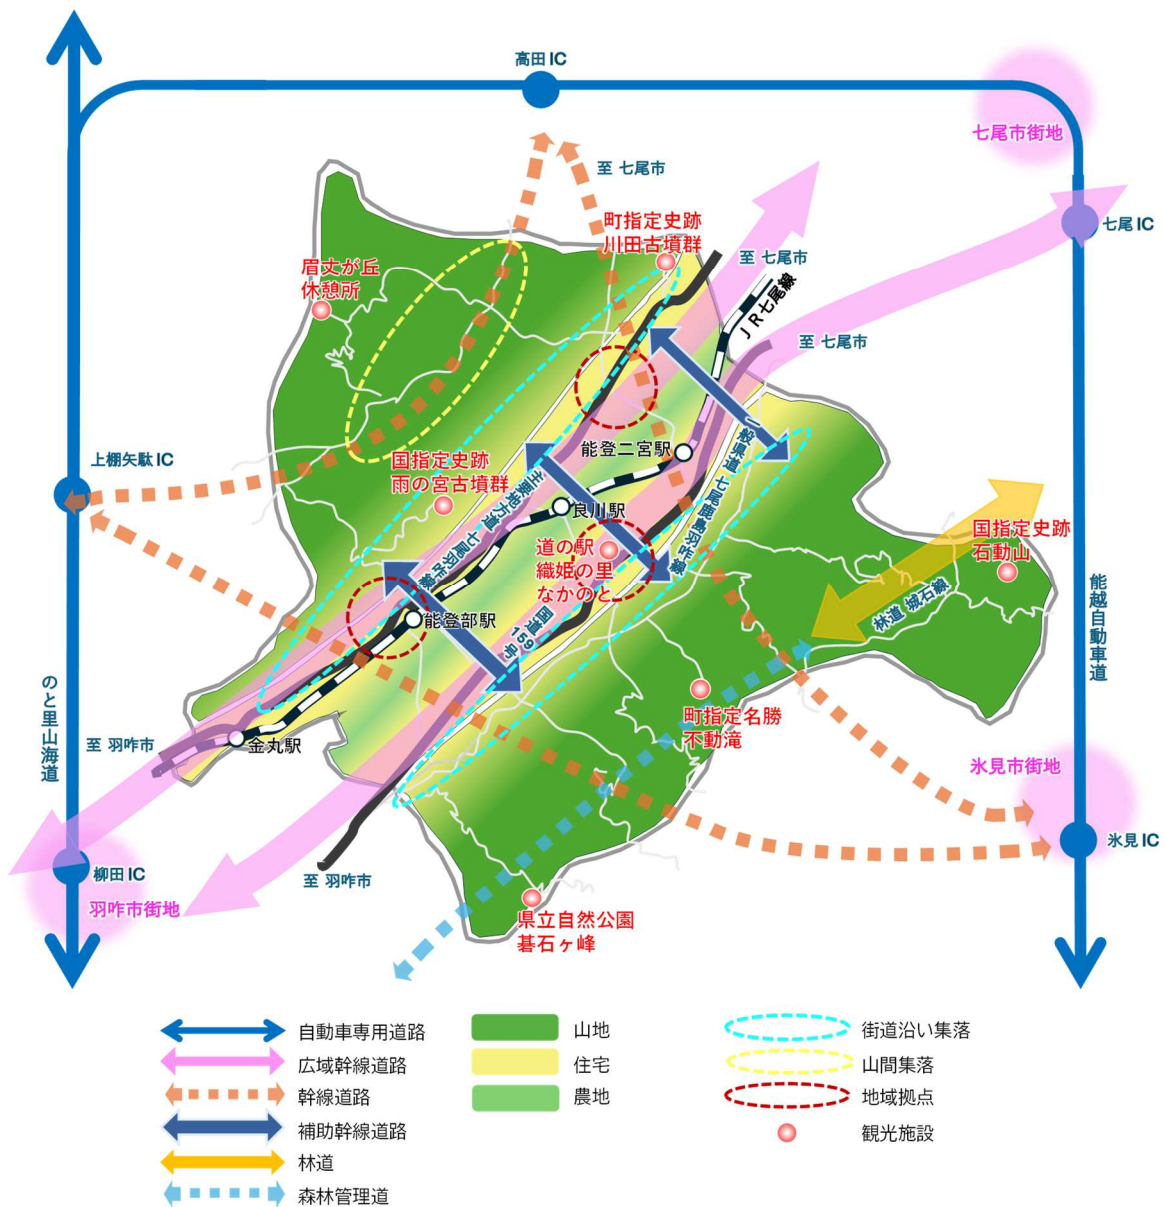 高田IC
七尾市街地
至 七尾市
町指定史跡
川田古墳群
七尾IC
至 七尾市
眉丈が丘
休憩所
JR七尾線
至 七尾市
能登二宮駅
一般県道 七尾鹿島羽咋線
上棚矢駄IC
国指定史跡
雨の宮古墳群
主要地方道 七尾羽咋線
良川駅
国指定史跡
石動山
道の駅
織姫の里
なかのと
林道 城石線
能越自動車道
能登部駅
国道159号
のと里山海道
町指定名勝
不動滝
至 羽咋市
金丸駅
氷見市街地
氷見IC
柳田IC
至 羽咋市
羽咋市街地
県立自然公園
碁石ヶ峰
自動車専用道路
広域幹線道路
幹線道路
補助幹線道路
林道
森林管理道
山地
住宅
農地
街道沿い集落
山間集落
地域拠点
観光施設